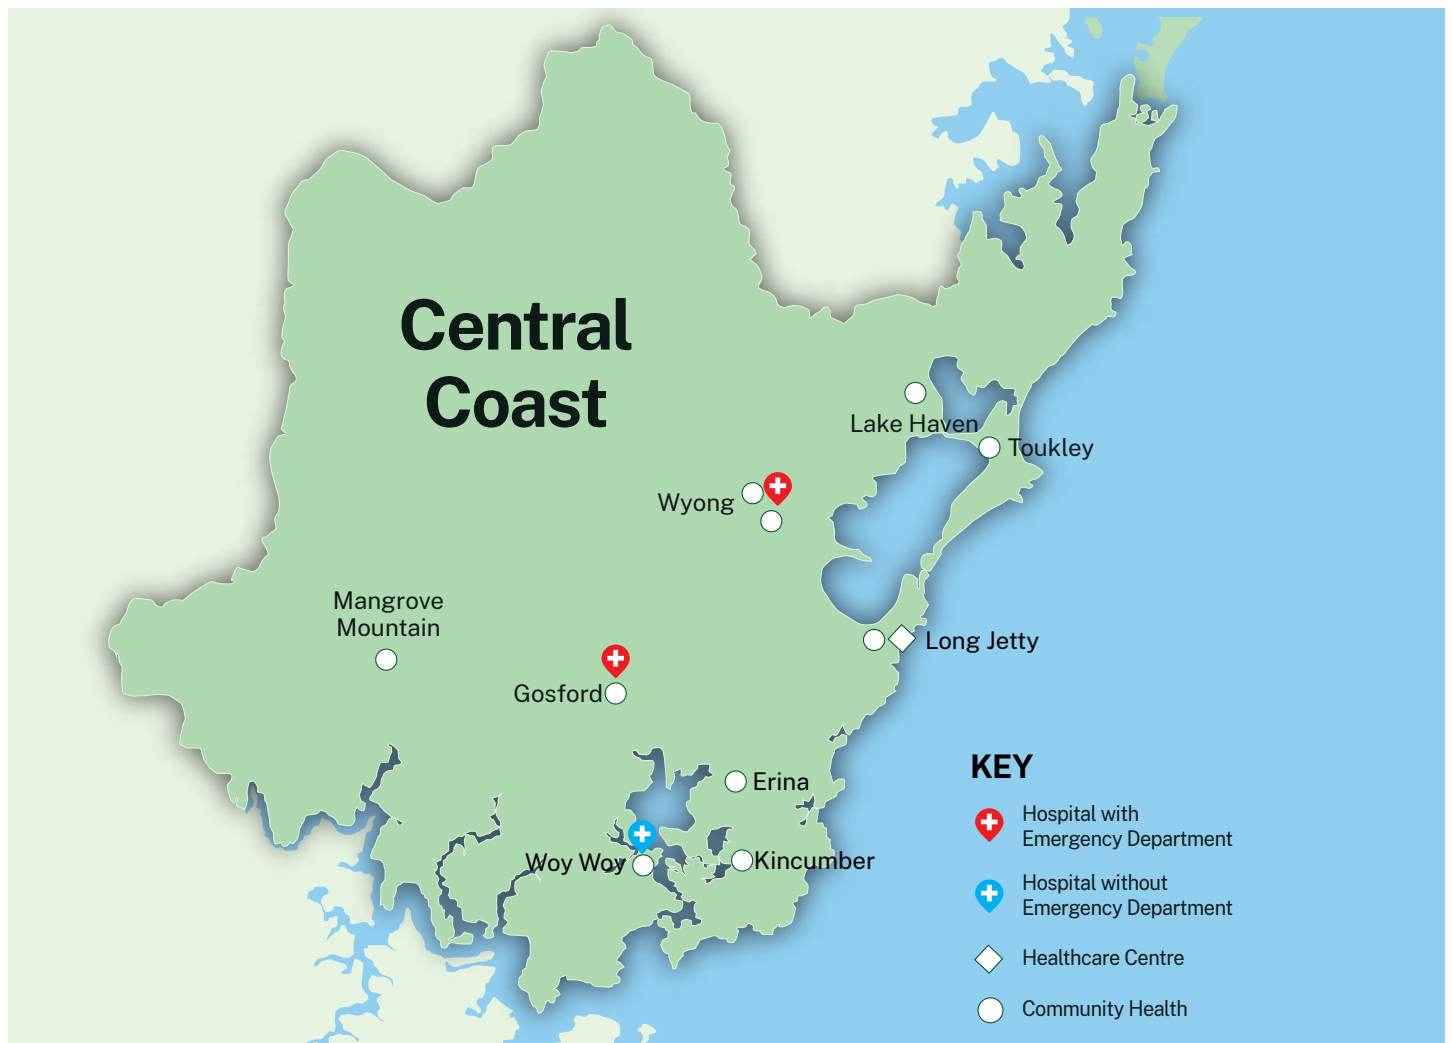 Central
Coast
Lake Haven
Toukley
Wyong
Mangrove
Mountain
Long Jetty
Gosford
Erina
Woy Woy
Kincumber
KEY
Hospital with
Emergency Department
Hospital without
Emergency Department
Healthcare Centre
Community Health